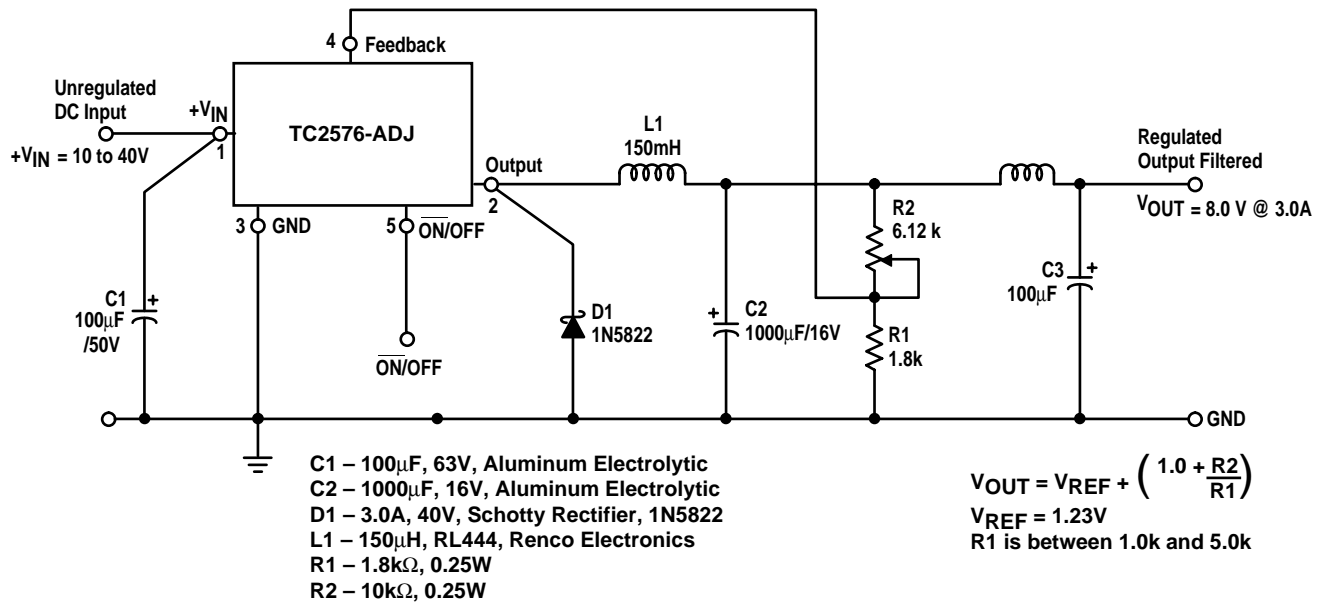 4
Feedback
Unregulated
DC Input
+VIN
+VIN = 10 to 40V
1
TC2576-ADJ
Output
2
3
GND
5
ON/OFF
ON/OFF
L1
150mH
Regulated
Output Filtered
VOUT = 8.0 V @ 3.0A
R2
6.12 k
C3
100μF
+
C1
100μF
/50V
+
D1
1N5822
C2
1000μF/16V
+
R1
1.8k
GND
C1 – 100μF, 63V, Aluminum Electrolytic
C2 – 1000μF, 16V, Aluminum Electrolytic
D1 – 3.0A, 40V, Schotty Rectifier, 1N5822
L1 – 150μH, RL444, Renco Electronics
R1 – 1.8kΩ, 0.25W
R2 – 10kΩ, 0.25W
VOUT = VREF + ( 1.0 + R2
R1 )
VREF = 1.23V
R1 is between 1.0k and 5.0k